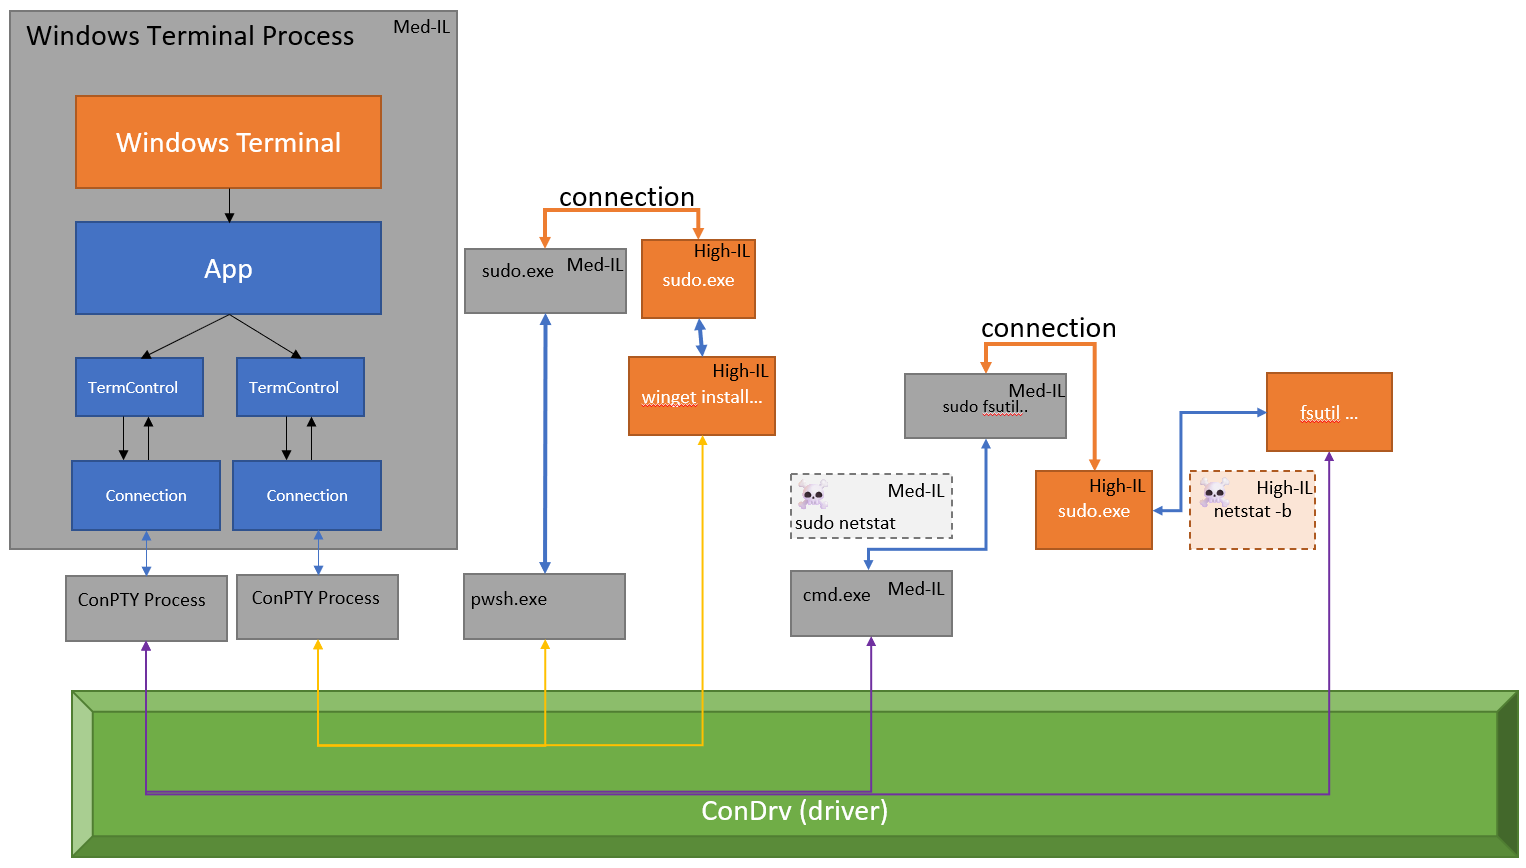 Windows Terminal Process
Med-IL
Windows Terminal
App
TermControl
TermControl
Connection
Connection
ConPTY Process
ConPTY Process
connection
sudo.exe
Med-IL
High-IL
sudo.exe
High-IL
winget install...
pwsh.exe
connection
Med-IL
sudo fsutil..
Med-IL
sudo netstat
cmd.exe
Med-IL
High-IL
sudo.exe
fsutil ...
High-IL
netstat -b
ConDrv (driver)